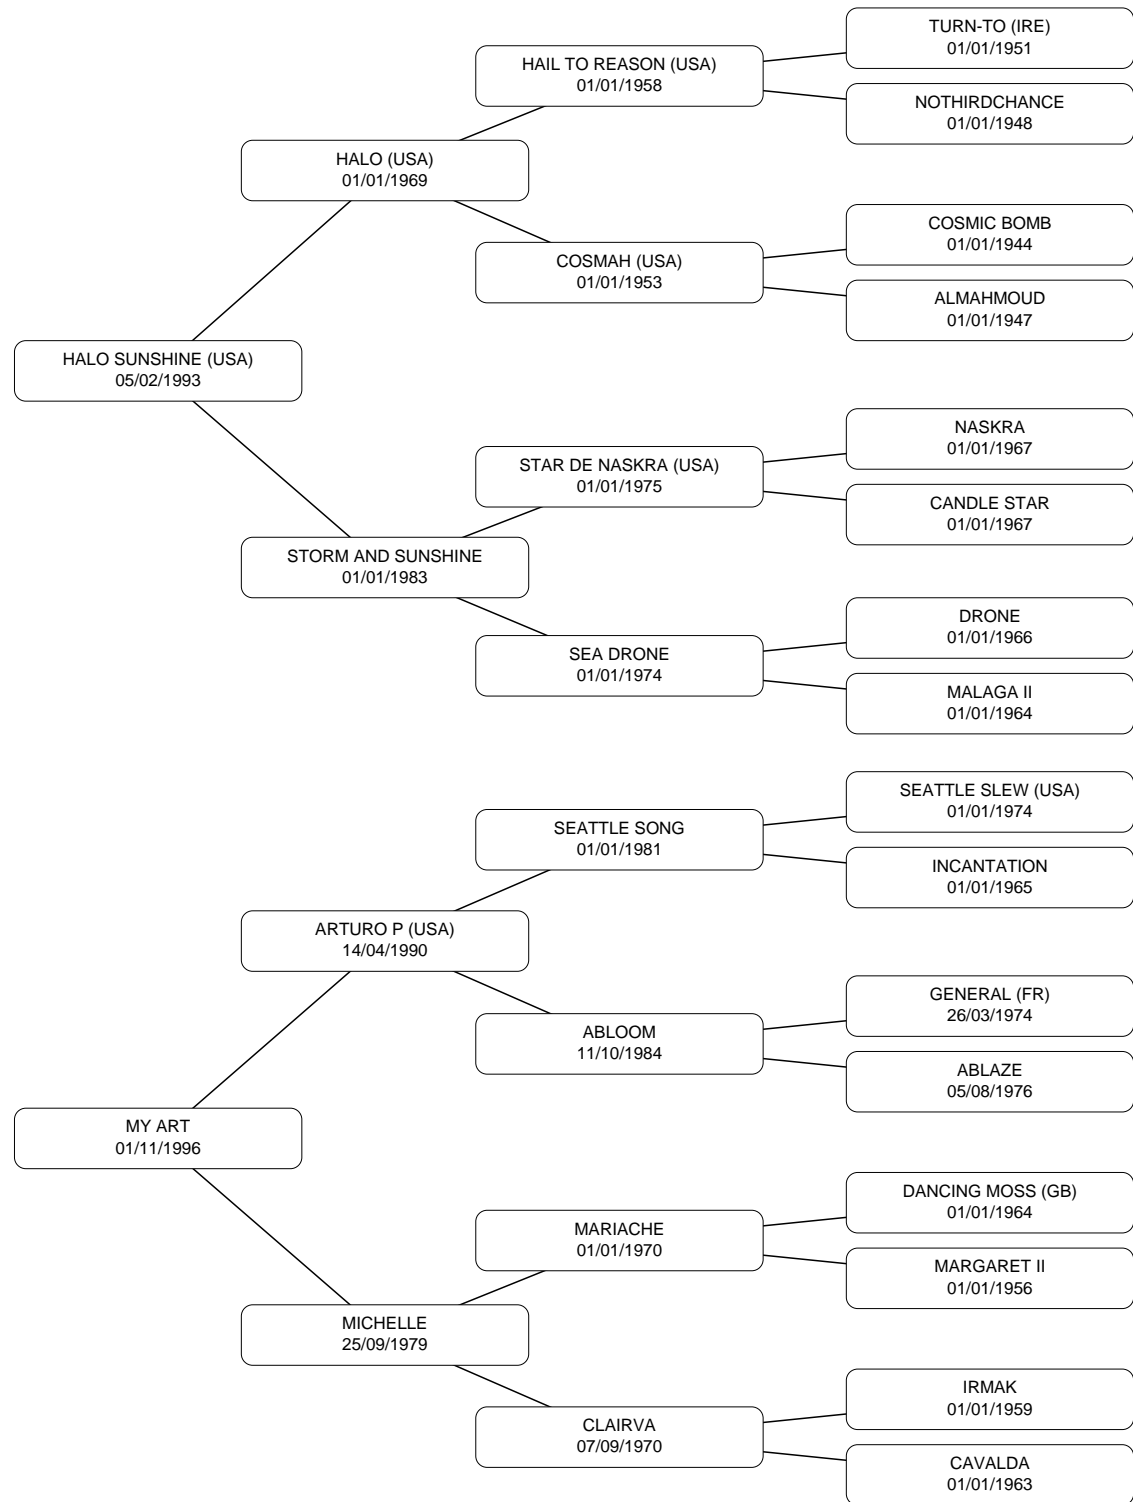 TURN-TO (IRE)
01/01/1951
HAIL TO REASON (USA)
01/01/1958
NOTHIRDCHANCE
01/01/1948
HALO (USA)
01/01/1969
COSMIC BOMB
01/01/1944
COSMAH (USA)
01/01/1953
ALMAHMOUD
01/01/1947
HALO SUNSHINE (USA)
05/02/1993
NASKRA
01/01/1967
STAR DE NASKRA (USA)
01/01/1975
CANDLE STAR
01/01/1967
STORM AND SUNSHINE
01/01/1983
DRONE
01/01/1966
SEA DRONE
01/01/1974
MALAGA II
01/01/1964
SEATTLE SLEW (USA)
01/01/1974
SEATTLE SONG
01/01/1981
INCANTATION
01/01/1965
ARTURO P (USA)
14/04/1990
GENERAL (FR)
26/03/1974
ABLOOM
11/10/1984
ABLAZE
05/08/1976
MY ART
01/11/1996
DANCING MOSS (GB)
01/01/1964
MARIACHE
01/01/1970
MARGARET II
01/01/1956
MICHELLE
25/09/1979
IRMAK
01/01/1959
CLAIRVA
07/09/1970
CAVALDA
01/01/1963